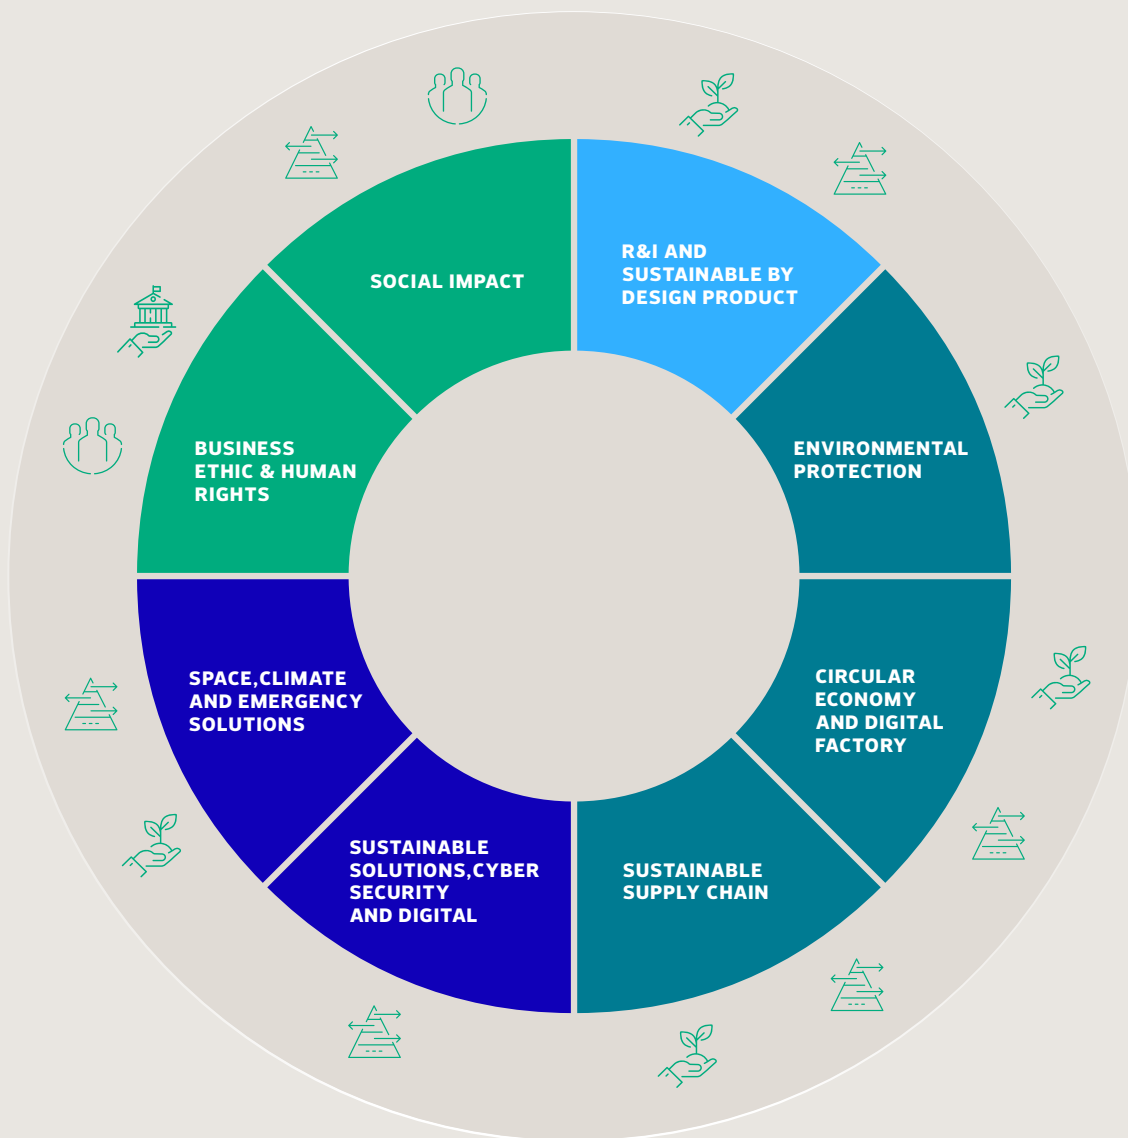 SOCIAL IMPACT
R&I AND
SUSTAINABLE BY
DESIGN PRODUCT
BUSINESS
ETHIC & HUMAN
RIGHTS
ENVIRONMENTAL
PROTECTION
SPACE,CLIMATE
AND EMERGENCY
SOLUTIONS
CIRCULAR
ECONOMY
AND DIGITAL
FACTORY
SUSTAINABLE
SOLUTIONS,CYBER
SECURITY
AND DIGITAL
SUSTAINABLE
SUPPLY CHAIN